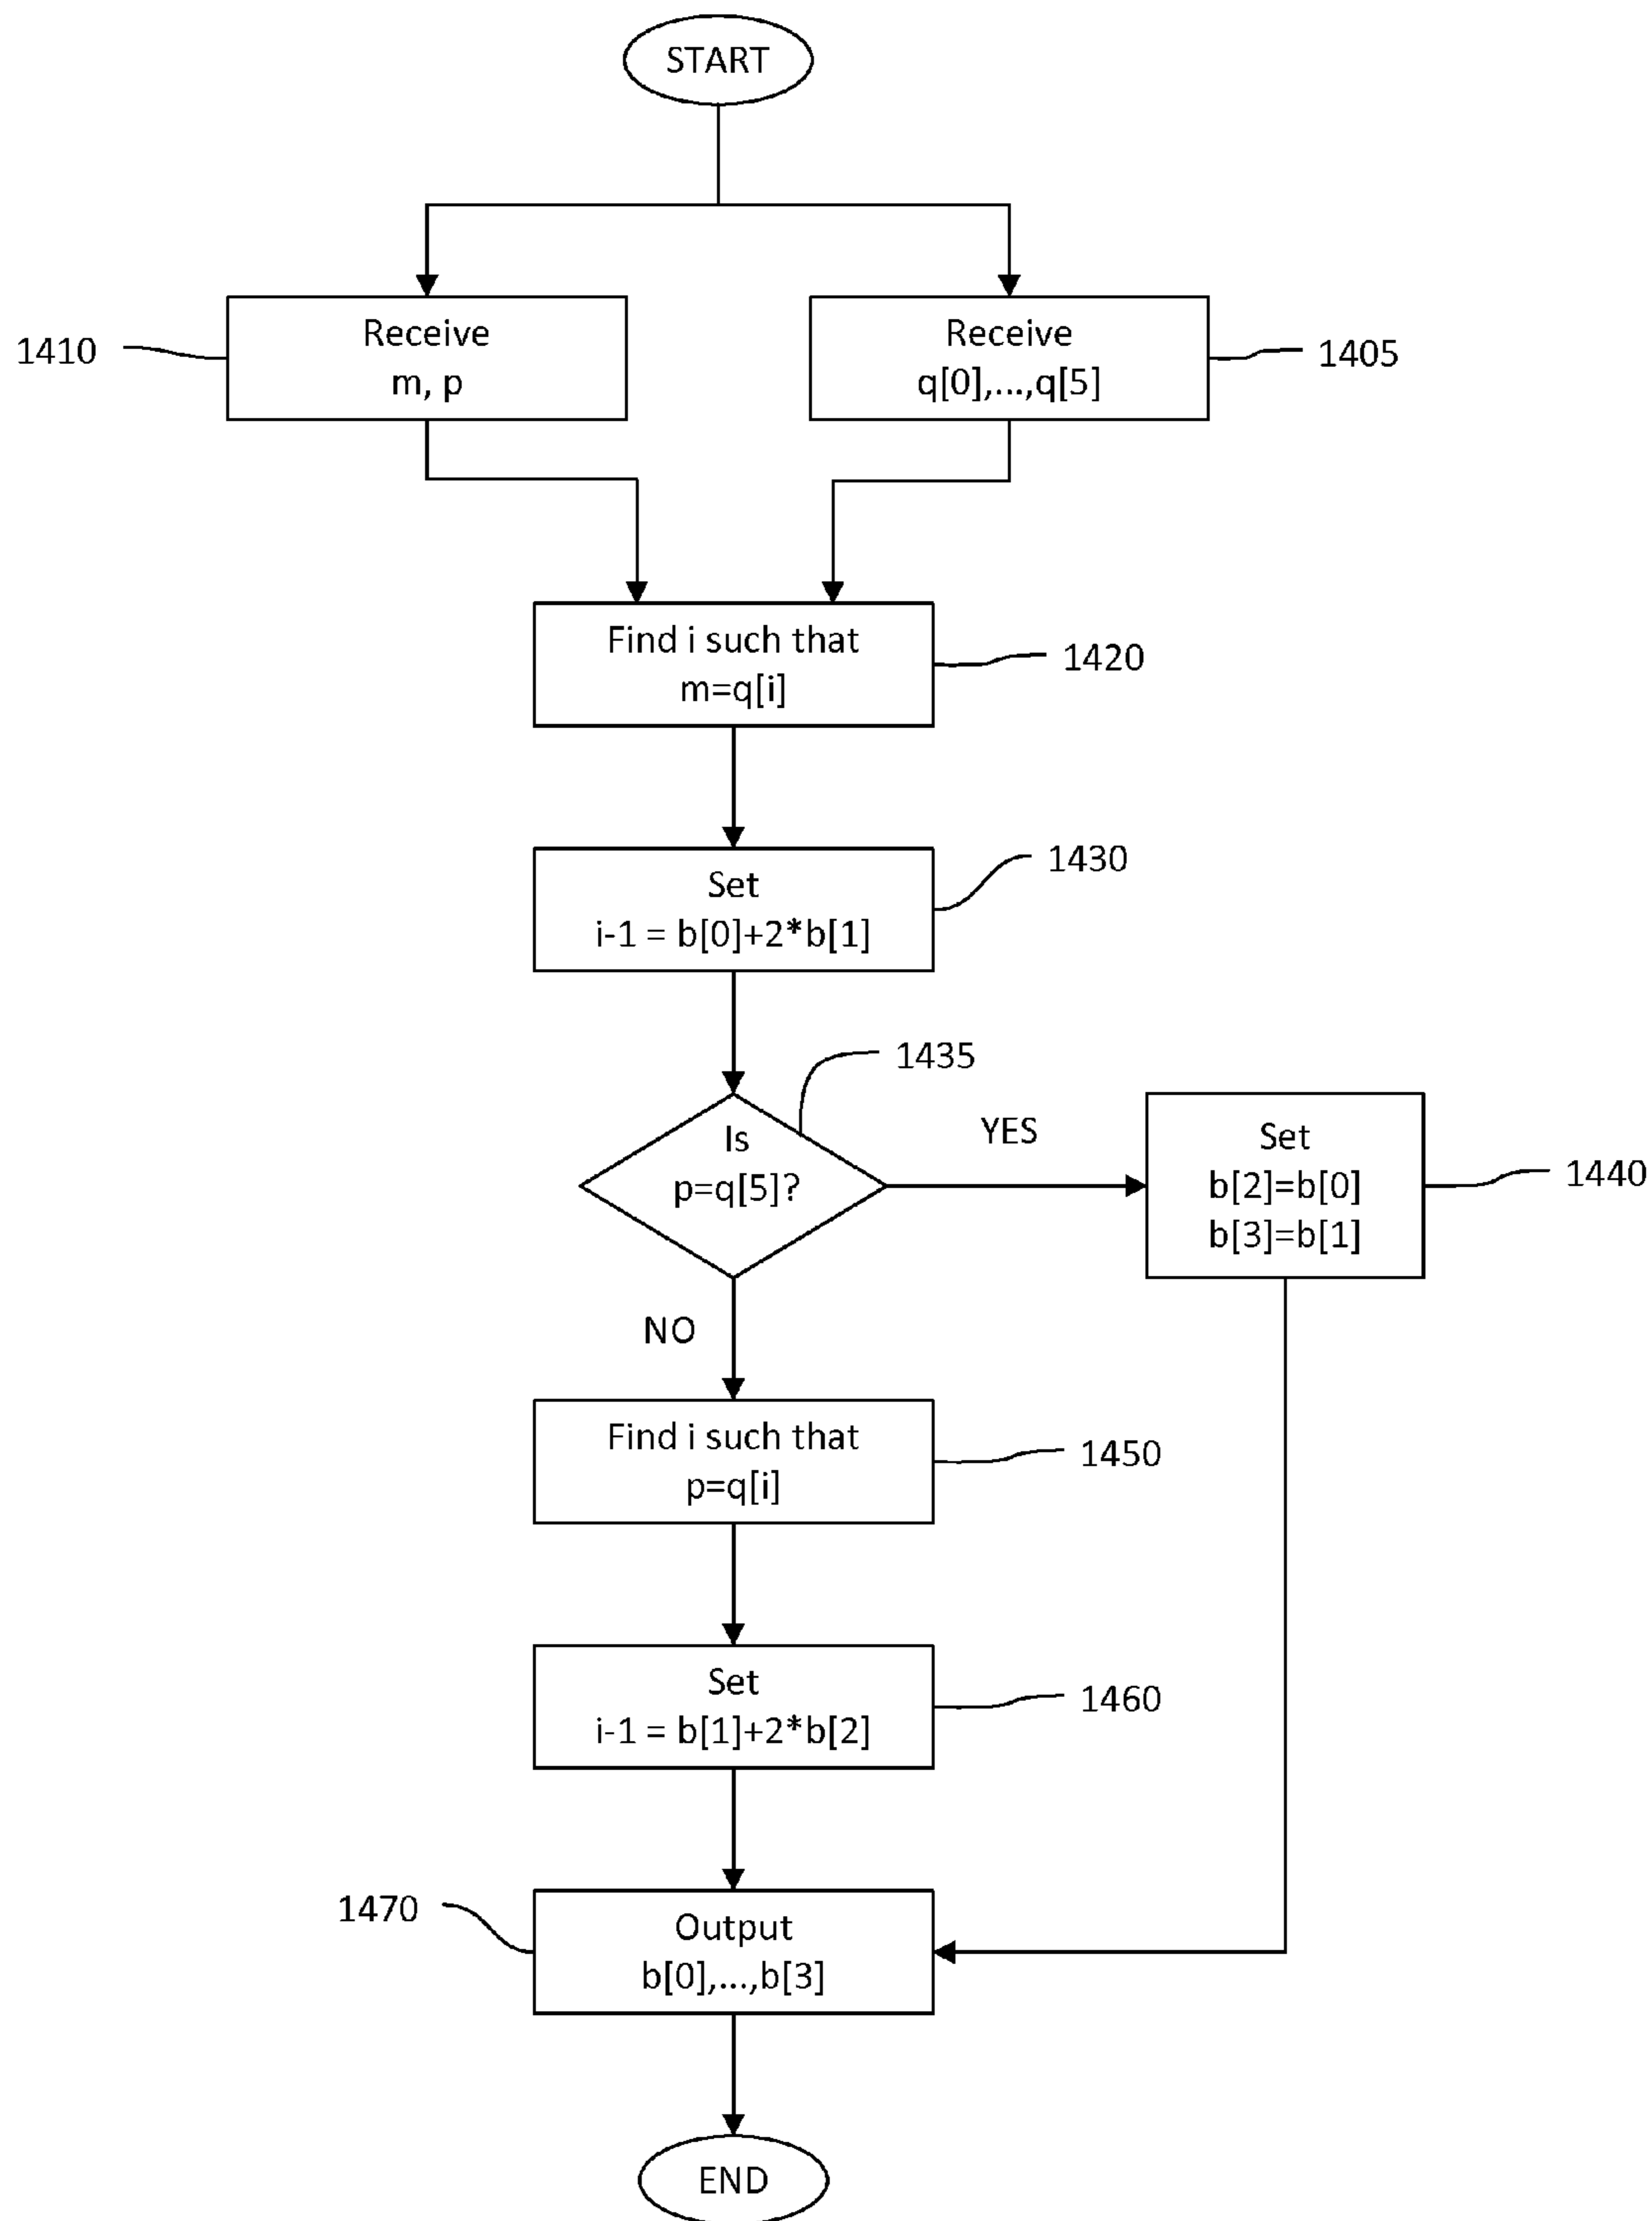 START
1410
Receive
m, p
Receive
q[0],...,q[5]
1405
Find i such that
m=q[i]
1420
Set
i-1 = b[0]+2*b[1]
1430
1435
Is
p=q[5]?
YES
Set
b[2]=b[0]
b[3]=b[1]
1440
NO
Find i such that
p=q[i]
1450
Set
i-1 = b[1]+2*b[2]
1460
1470
Output
b[0],...,b[3]
END